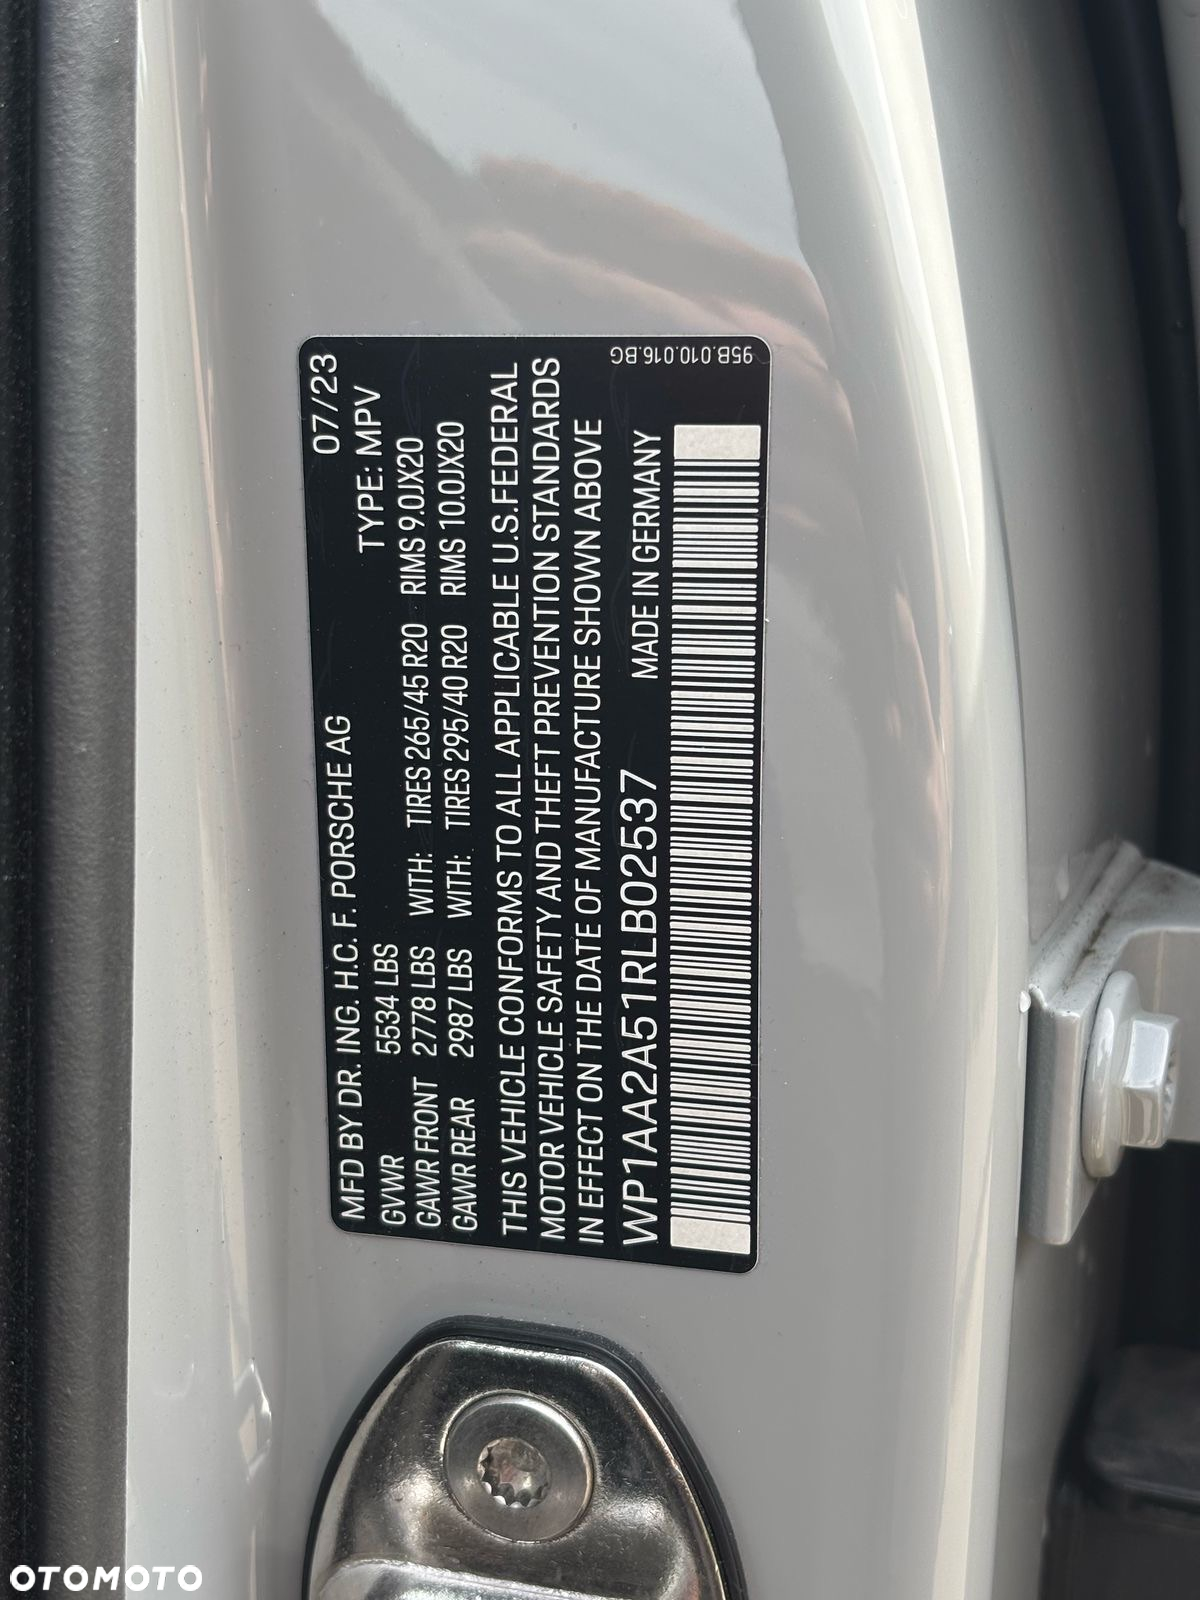 MFD BY DR. ING. H.C. F. PORSCHE AG 07/23
GVWR 5534 LBS TYPE: MPV
GAWR FRONT 2778 LBS WITH: TIRES 265/45 R20 RIMS 9.0JX20
GAWR REAR 2987 LBS WITH: TIRES 295/40 R20 RIMS 10.0JX20
THIS VEHICLE CONFORMS TO ALL APPLICABLE U.S.FEDERAL
MOTOR VEHICLE SAFETY AND THEFT PREVENTION STANDARDS
IN EFFECT ON THE DATE OF MANUFACTURE SHOWN ABOVE
WP1AA2A51RLB02537 MADE IN GERMANY
95B.010.016.BG
OTOMOTO